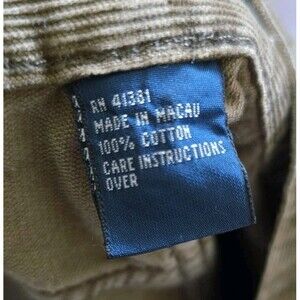 RN 41381
MADE IN MACAU
100% COTTON
CARE INSTRUCTIONS
OVER